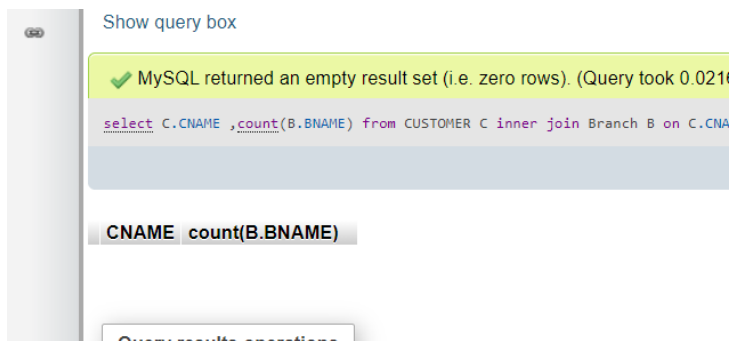 Show query box
MySQL returned an empty result set (i.e. zero rows). (Query took 0.0216
select C.CNAME ,count(B.BNAME) from CUSTOMER C inner join Branch B on C.CNA
CNAME count(B.BNAME)
Query results operations